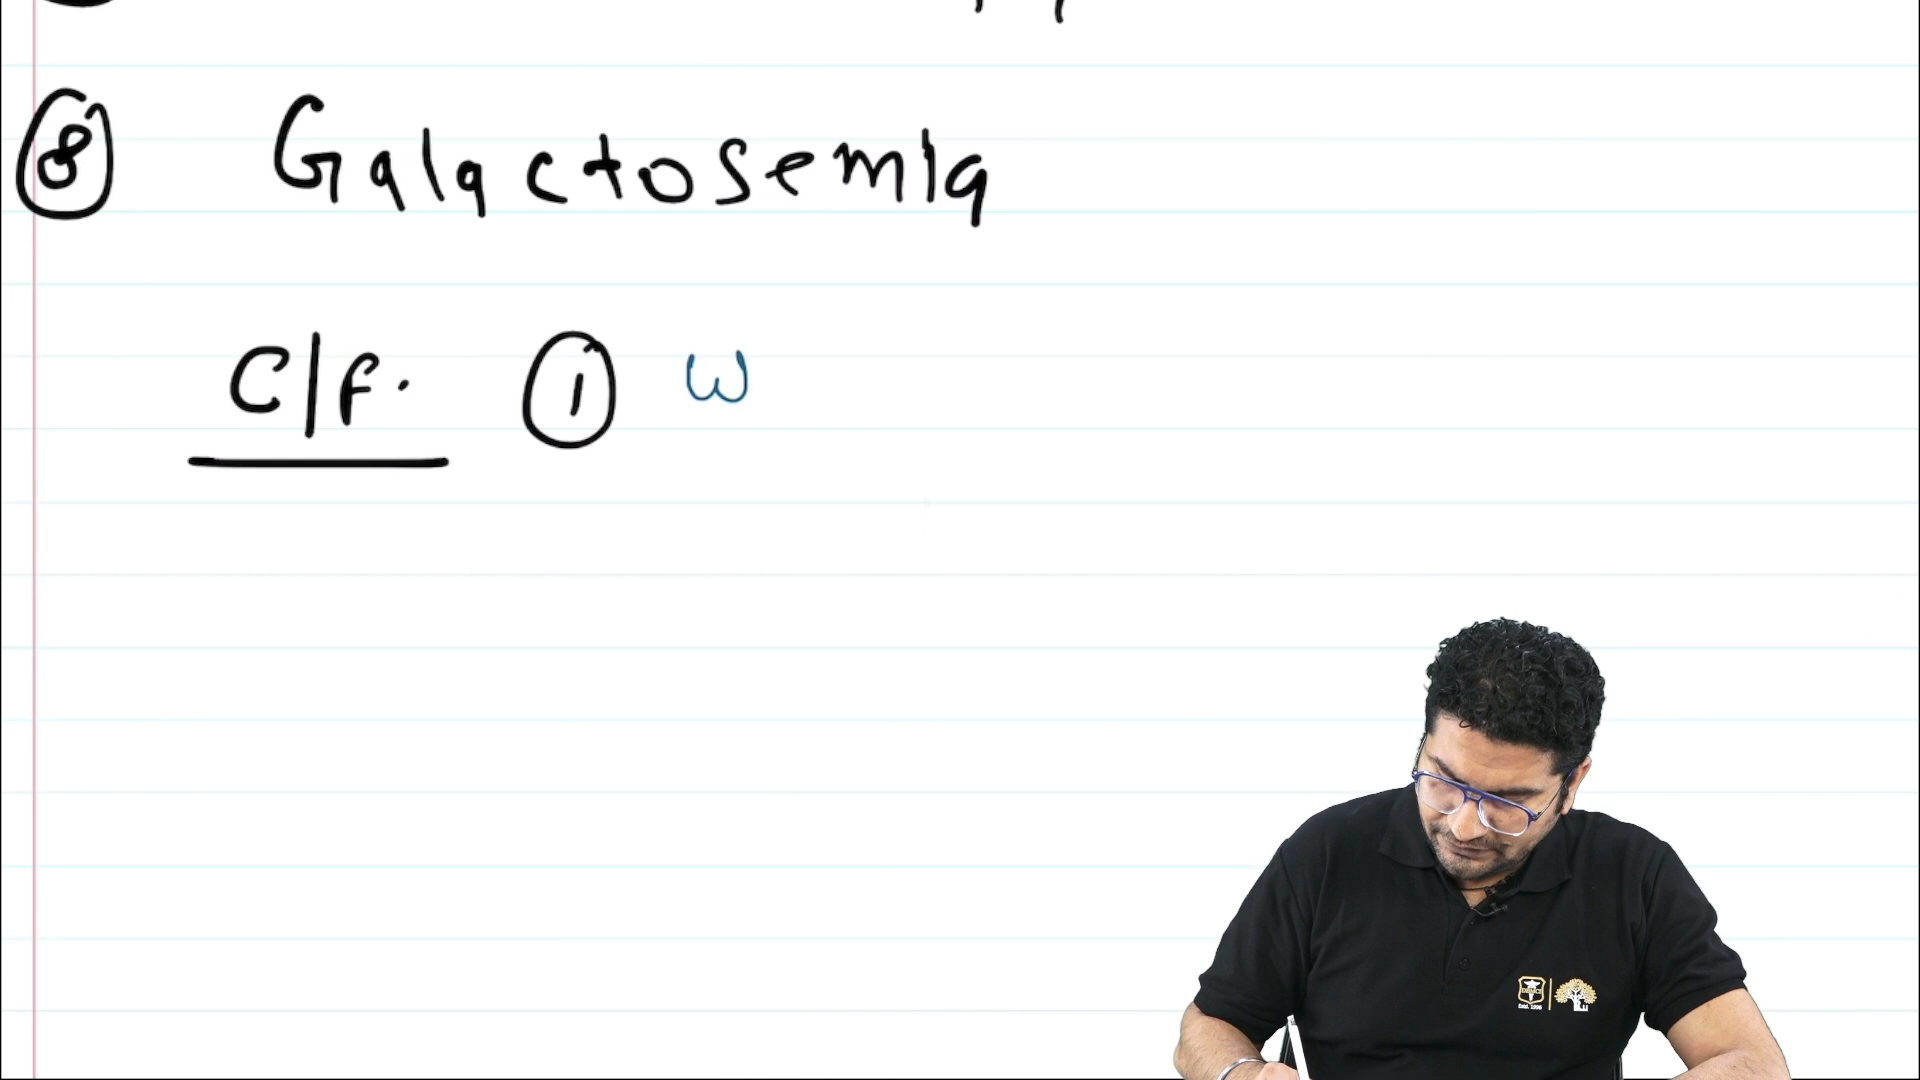 ⑧ Galactosemia
C/F. ① w